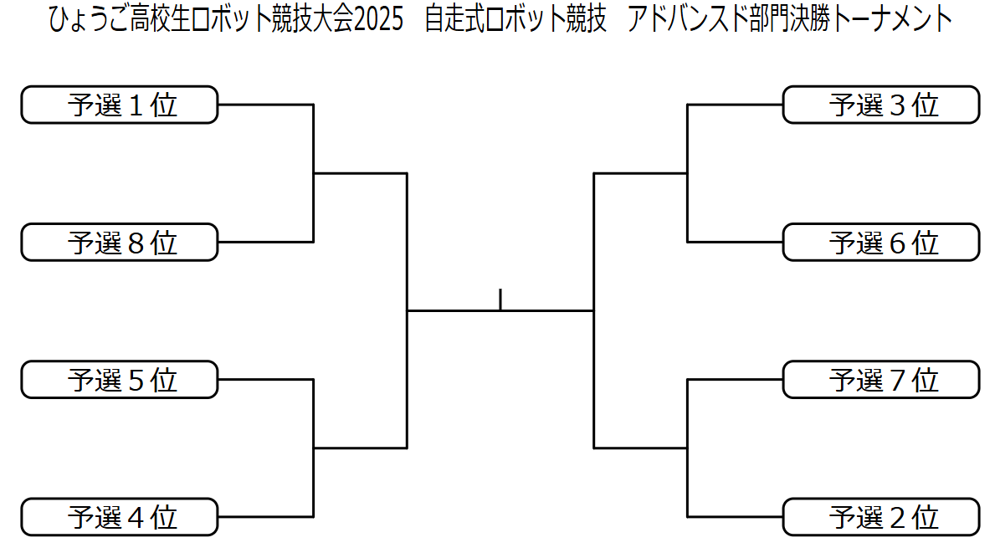 ひょうご高校生ロボット競技大会2025　自走式ロボット競技　アドバンスド部門決勝トーナメント
予選１位
予選８位
予選５位
予選４位
予選３位
予選６位
予選７位
予選２位